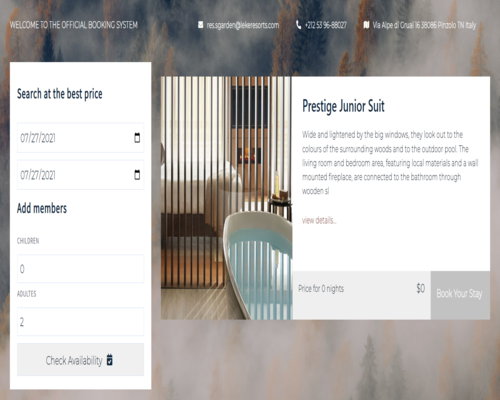 WELCOME TO THE OFFICIAL BOOKING SYSTEM
res.sgarden@lekeresorts.com
+212 53 96-88027
Via Alpe di Gruai 16 38086 Pinzolo TN Italy
Search at the best price
07/27/2021
07/27/2021
Add members
CHILDREN
0
ADULTES
2
Check Availability
Prestige Junior Suit
Wide and lightened by the big windows, they look out to the
colours of the surrounding woods and to the outdoor pool. The
living room and bedroom area, featuring local materials and a wall
mounted fireplace, are connected to the bathroom through
wooden sl
view details...
Price for 0 nights
$0
Book Your Stay